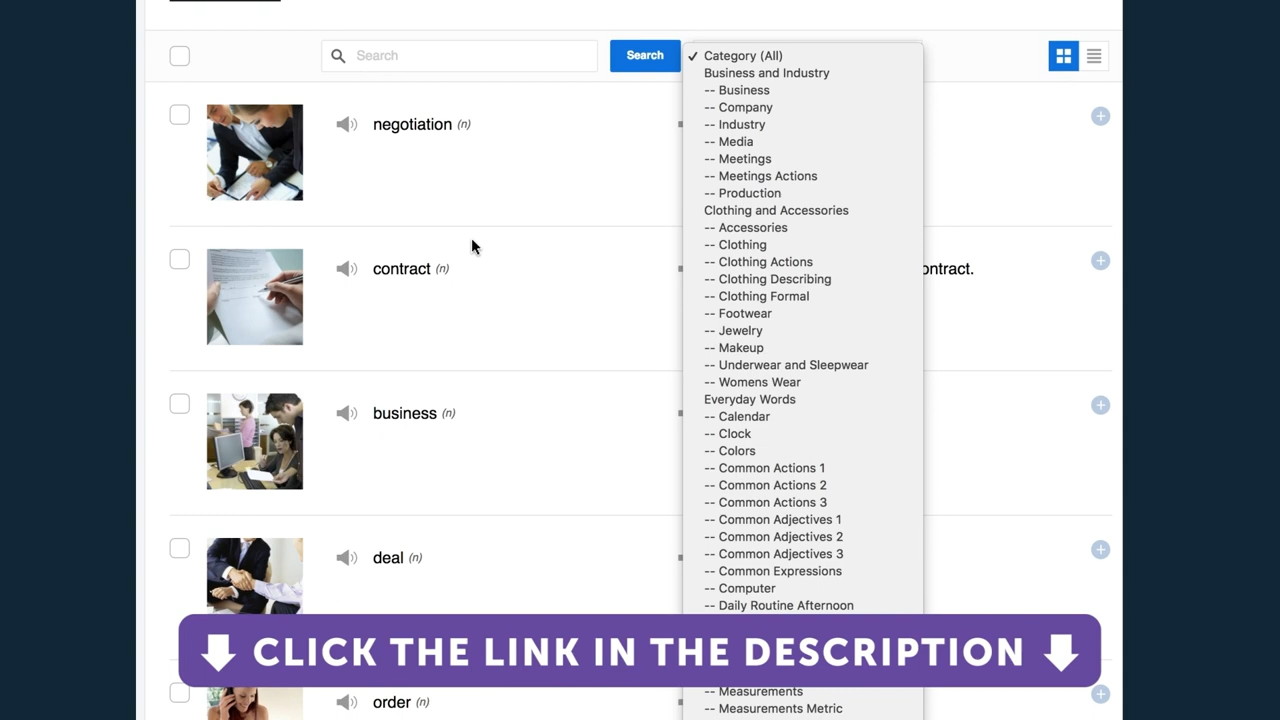 Search
Search
✓ Category (All)
Business and Industry
-- Business
-- Company
-- Industry
-- Media
-- Meetings
-- Meetings Actions
-- Production
Clothing and Accessories
-- Accessories
-- Clothing
-- Clothing Actions
-- Clothing Describing
-- Clothing Formal
-- Footwear
-- Jewelry
-- Makeup
-- Underwear and Sleepwear
-- Womens Wear
Everyday Words
-- Calendar
-- Clock
-- Colors
-- Common Actions 1
-- Common Actions 2
-- Common Actions 3
-- Common Adjectives 1
-- Common Adjectives 2
-- Common Adjectives 3
-- Common Expressions
-- Computer
-- Daily Routine Afternoon
-- Measurements
-- Measurements Metric
negotiation (n)
contract (n)
ontract.
business (n)
deal (n)
order (n)
CLICK THE LINK IN THE DESCRIPTION